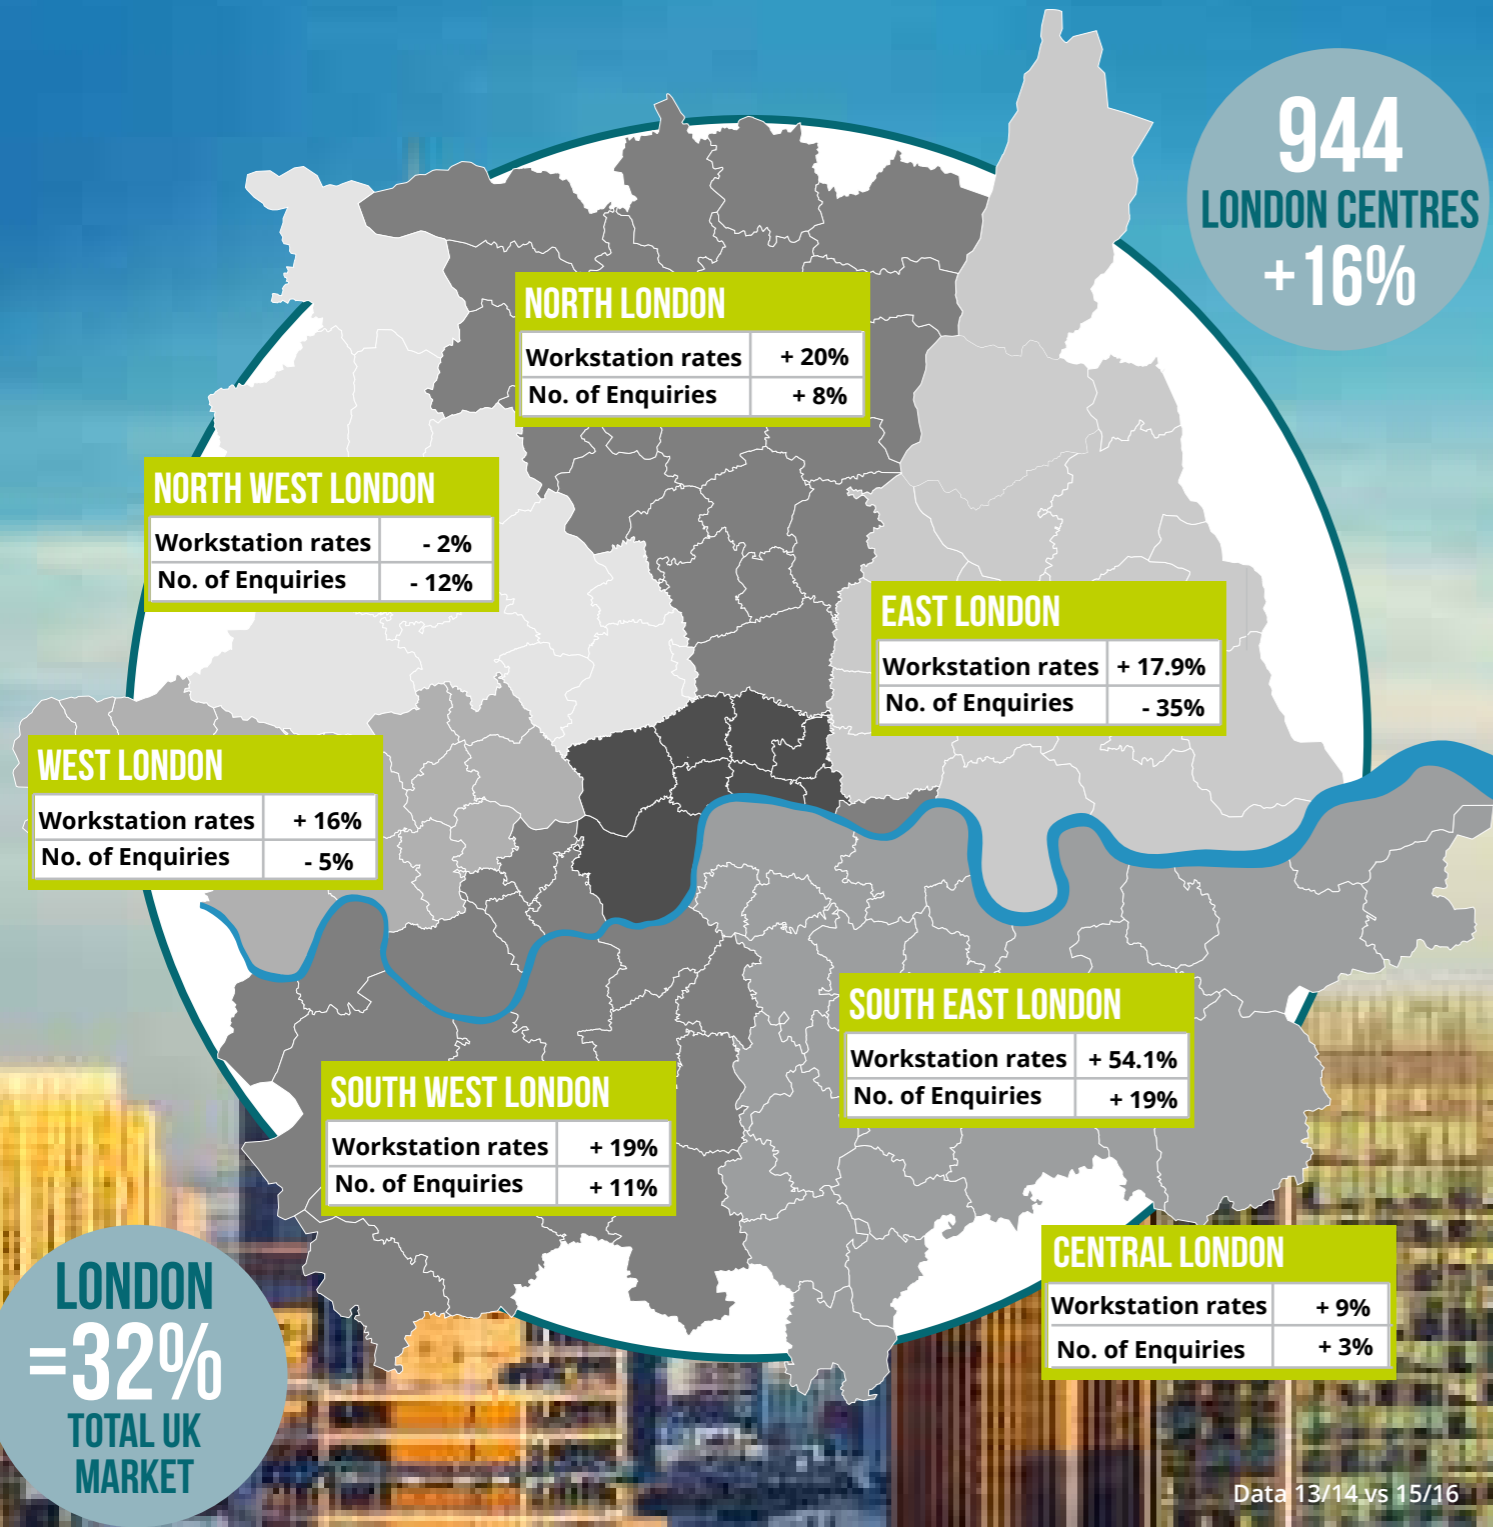 944
LONDON CENTRES
+16%
NORTH LONDON
Workstation rates + 20%
No. of Enquiries + 8%
NORTH WEST LONDON
Workstation rates - 2%
No. of Enquiries - 12%
EAST LONDON
Workstation rates + 17.9%
No. of Enquiries - 35%
WEST LONDON
Workstation rates + 16%
No. of Enquiries - 5%
SOUTH EAST LONDON
Workstation rates + 54.1%
No. of Enquiries + 19%
SOUTH WEST LONDON
Workstation rates + 19%
No. of Enquiries + 11%
CENTRAL LONDON
Workstation rates + 9%
No. of Enquiries + 3%
LONDON
=32%
TOTAL UK
MARKET
Data 13/14 vs 15/16